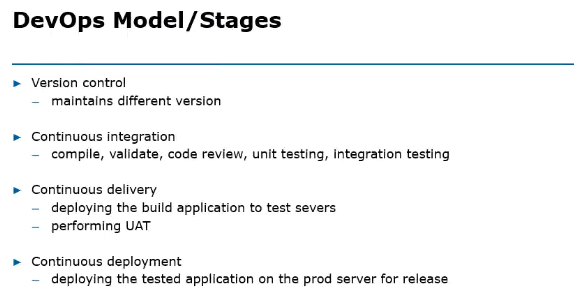 DevOps Model/Stages
► Version control
– maintains different version
► Continuous integration
– compile, validate, code review, unit testing, integration testing
► Continuous delivery
– deploying the build application to test severs
– performing UAT
► Continuous deployment
– deploying the tested application on the prod server for release